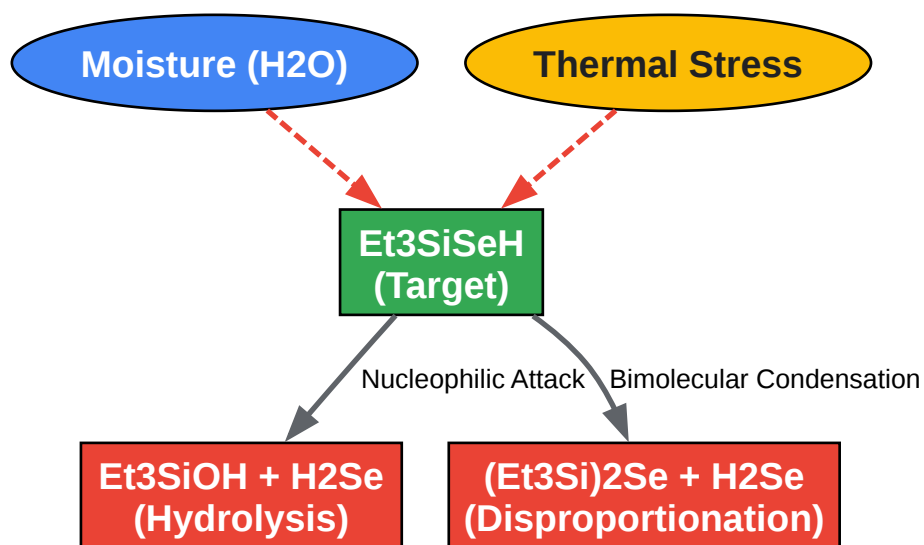 Moisture (H2O)
Thermal Stress
Et3SiSeH
(Target)
Nucleophilic Attack
Bimolecular Condensation
Et3SiOH + H2Se
(Hydrolysis)
(Et3Si)2Se + H2Se
(Disproportionation)